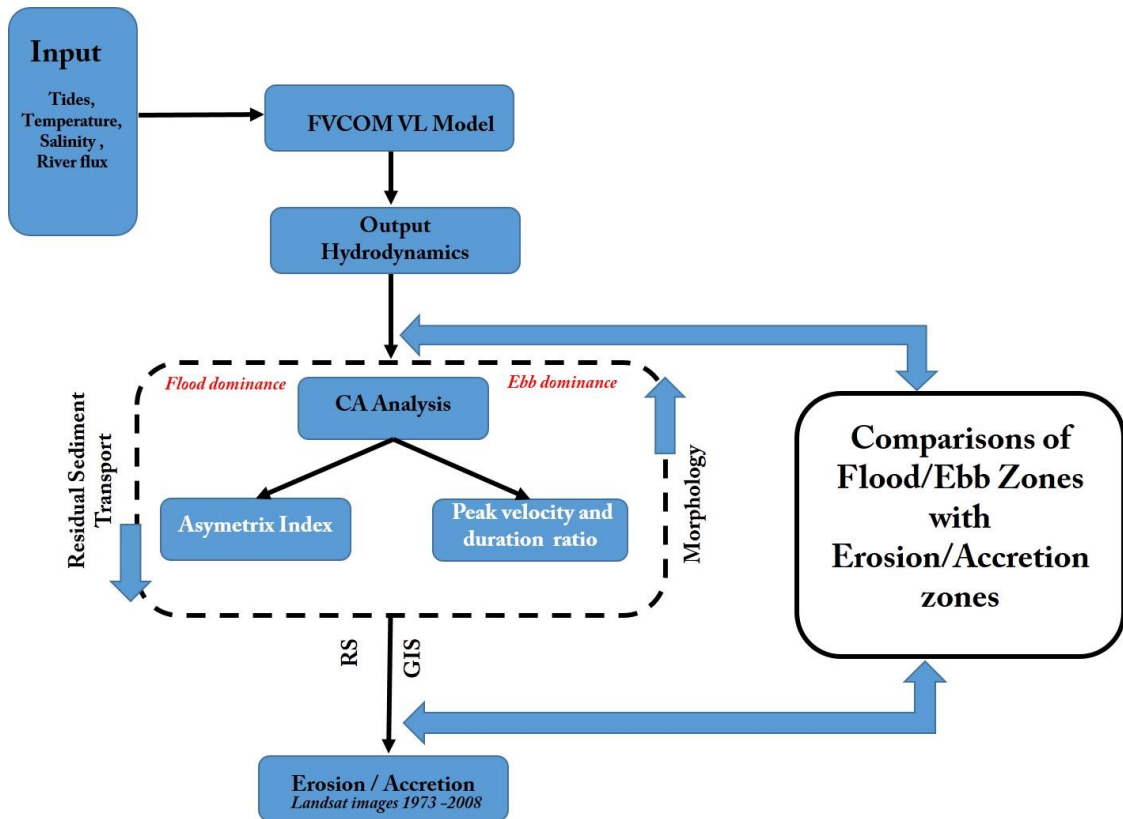 Input
Tides,
Temperature,
Salinity ,
River flux
FVCOM VL Model
Output
Hydrodynamics
Flood dominance
Ebb dominance
CA Analysis
Asymetrix Index
Peak velocity and
duration ratio
Residual Sediment
Transport
Morphology
Comparisons of
Flood/Ebb Zones
with
Erosion/Accretion
zones
RS
GIS
Erosion / Accretion
Landsat images 1973 -2008